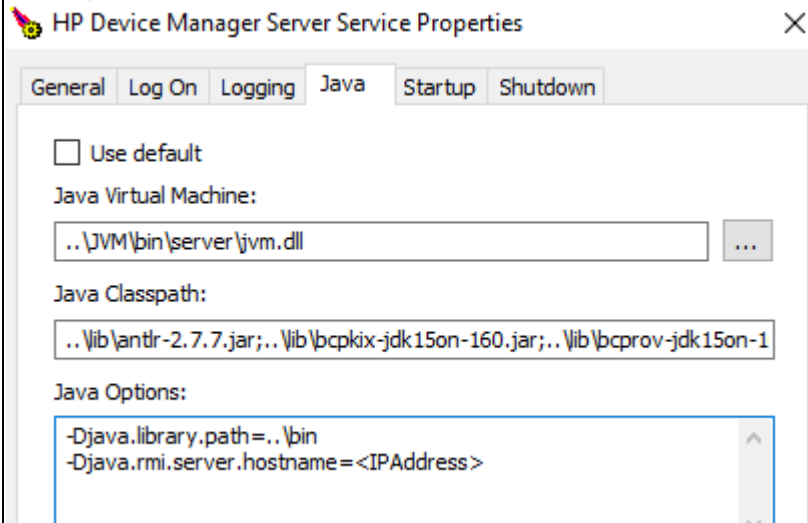 HP Device Manager Server Service Properties
General Log On Logging Java Startup Shutdown
Use default
Java Virtual Machine:
..\JVM\bin\server\jvm.dll
...
Java Classpath:
..\lib\antlr-2.7.7.jar;..\lib\bcpkix-jdk15on-160.jar;..\lib\bcprov-jdk15on-1
Java Options:
-Djava.library.path=..\bin
-Djava.rmi.server.hostname=<IPAddress>